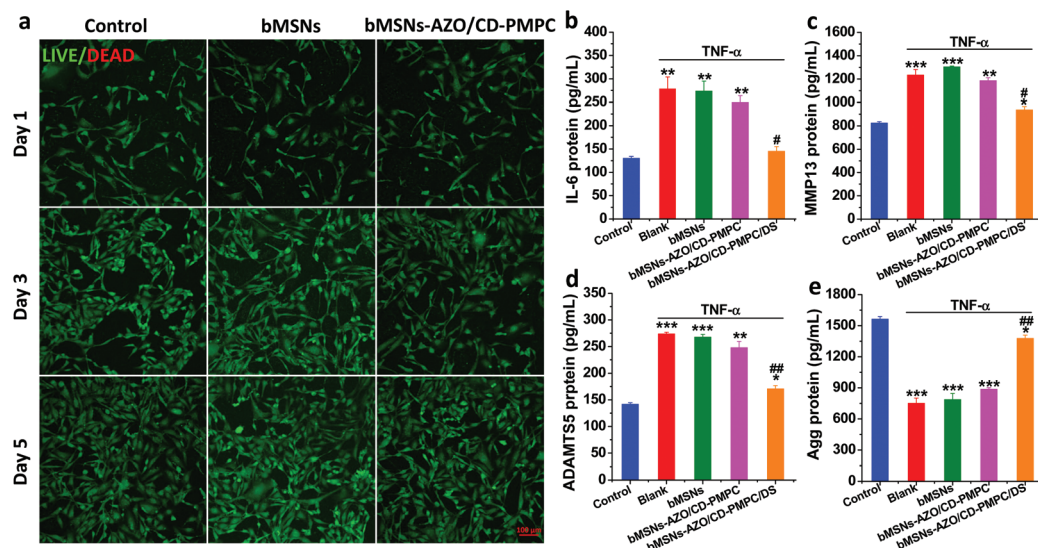 a
Control
bMSNs
bMSNs-AZO/CD-PMPC
LIVE/DEAD
Day 1
Day 3
Day 5
100 µm
b
TNF-α
IL-6 protein (pg/mL)
400
350
300
250
200
150
100
50
0
**
**
**
#
Control
Blank
bMSNs
bMSNs-AZO/CD-PMPC
bMSNs-AZO/CD-PMPC/DS
c
TNF-α
MMP13 protein (pg/mL)
1600
1400
1200
1000
800
600
400
200
0
***
***
**
#
*
Control
Blank
bMSNs
bMSNs-AZO/CD-PMPC
bMSNs-AZO/CD-PMPC/DS
d
TNF-α
ADAMTS5 prptein (pg/mL)
350
300
250
200
150
100
50
0
***
***
**
##
*
Control
Blank
bMSNs
bMSNs-AZO/CD-PMPC
bMSNs-AZO/CD-PMPC/DS
e
TNF-α
Agg protein (pg/mL)
1800
1500
1200
900
600
300
0
***
***
***
##
*
Control
Blank
bMSNs
bMSNs-AZO/CD-PMPC
bMSNs-AZO/CD-PMPC/DS